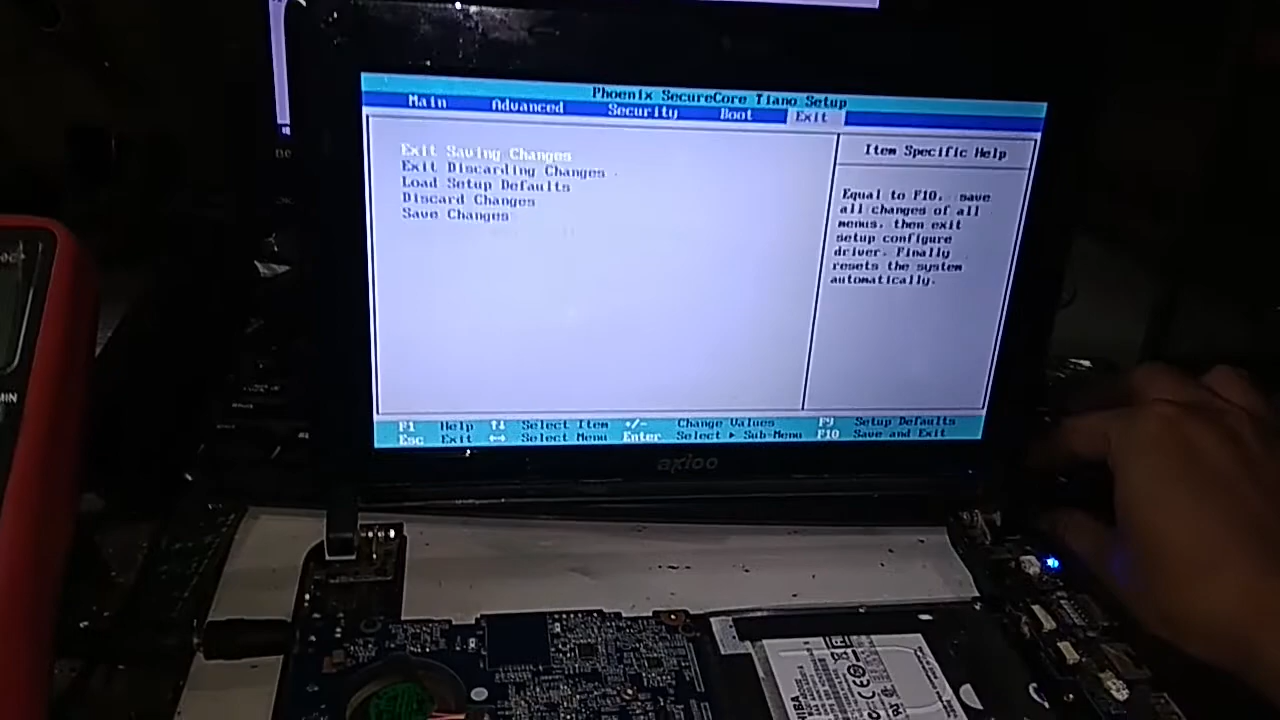 Phoenix SecureCore Tiano Setup
Main Advanced Security Boot Exit
Exit Saving Changes
Exit Discarding Changes
Load Setup Defaults
Discard Changes
Save Changes
Item Specific Help
Equal to F10, save
all changes of all
menus, then exit
setup configure
driver. Finally
resets the system
automatically.
F1 Help ↑↓ Select Item +/- Change Values F9 Setup Defaults
Esc Exit ↔ Select Menu Enter Select ▶ Sub-Menu F10 Save and Exit
axioo